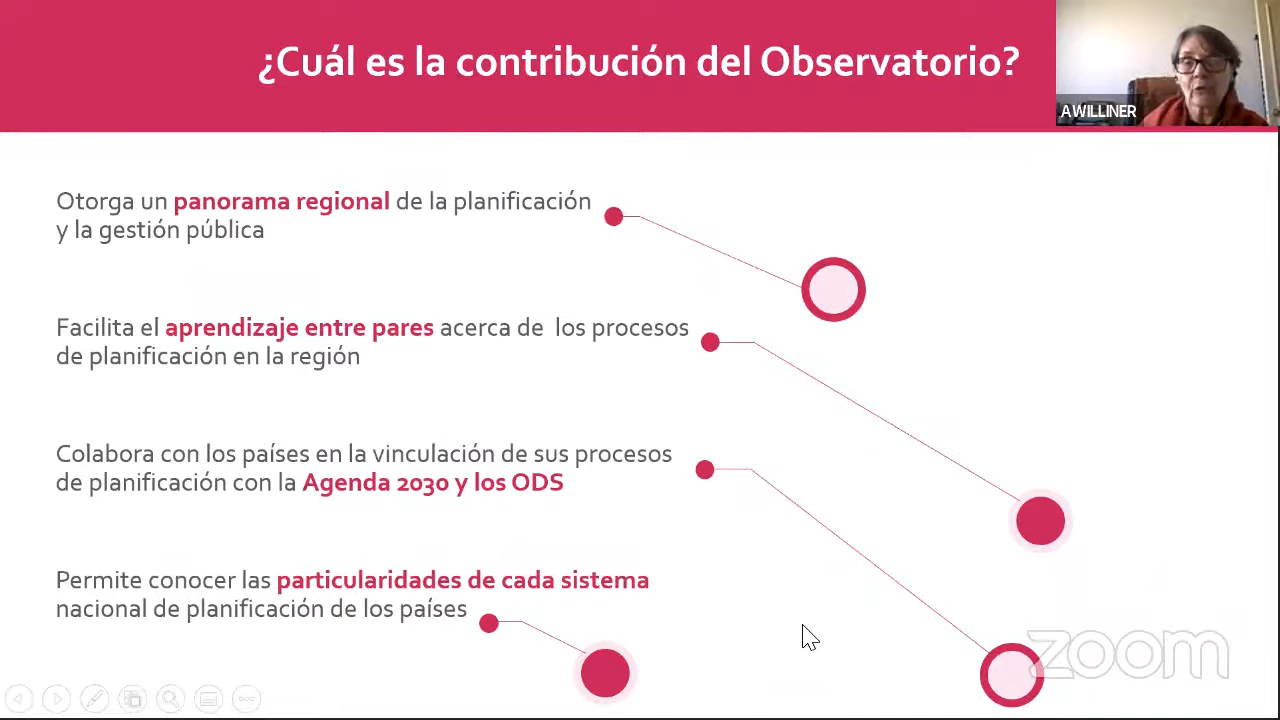 ¿Cuál es la contribución del Observatorio?
AWILLINER
Otorga un panorama regional de la planificación
y la gestión pública
Facilita el aprendizaje entre pares acerca de los procesos
de planificación en la región
Colabora con los países en la vinculación de sus procesos
de planificación con la Agenda 2030 y los ODS
Permite conocer las particularidades de cada sistema
nacional de planificación de los países
zoom